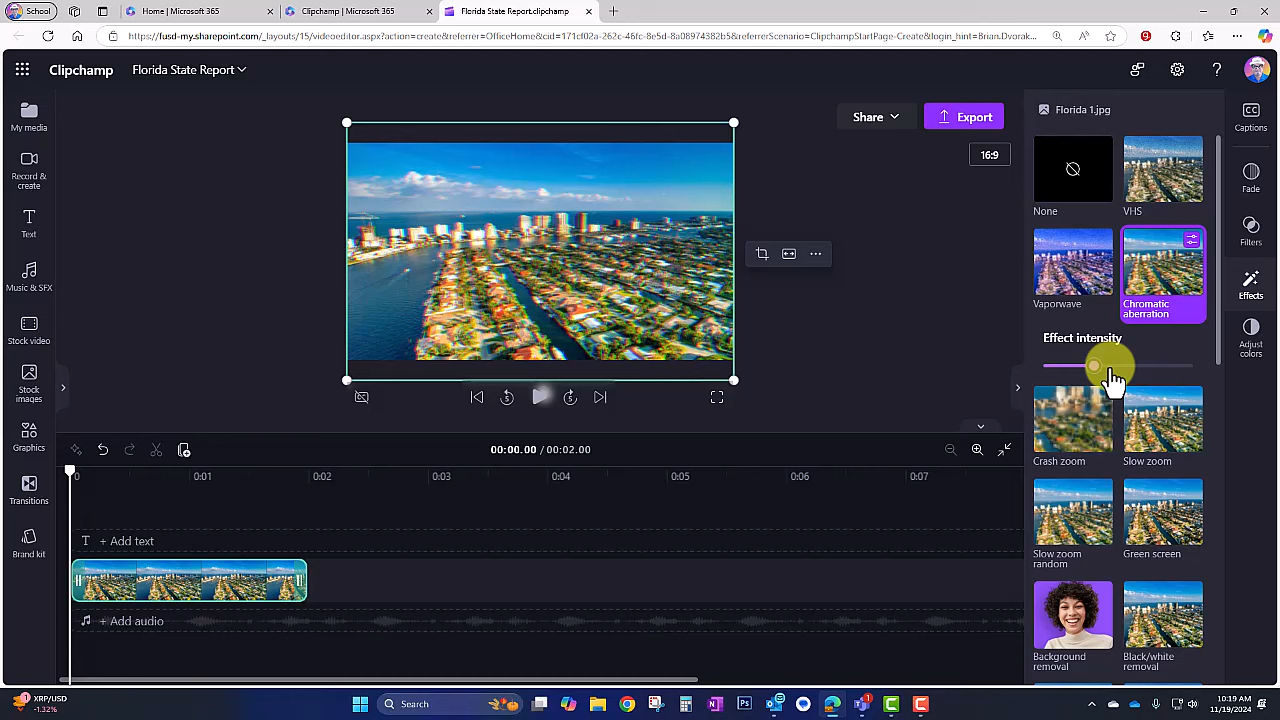 School
Home | Microsoft 365
Clipchamp | Microsoft 365
Florida State Report.clipchamp
https://fusd-my.sharepoint.com/_layouts/15/videoeditor.aspx?action=create&referrer=OfficeHome&cid=171cf02a-262c-46fc-8e5d-8a08974382b5&referrerScenario=ClipchampStartPage-Create&login_hint=Brian.Dvorak...
9
Clipchamp
Florida State Report
My media
Record &
create
Text
Music & SFX
Stock video
Stock
images
Graphics
Transitions
Brand kit
Share
Export
16:9
Florida 1.jpg
None
VHS
Vaporwave
Chromatic
aberration
Effect intensity
Crash zoom
Slow zoom
Slow zoom
random
Green screen
Background
removal
Black/white
removal
Captions
Fade
Filters
Effects
Adjust
colors
5
5
00:00.00 / 00:02.00
0
0:01
0:02
0:03
0:04
0:05
0:06
0:07
T + Add text
+ Add audio
1
XRP/USD
-1.32%
Search
10:19 AM
11/19/2024